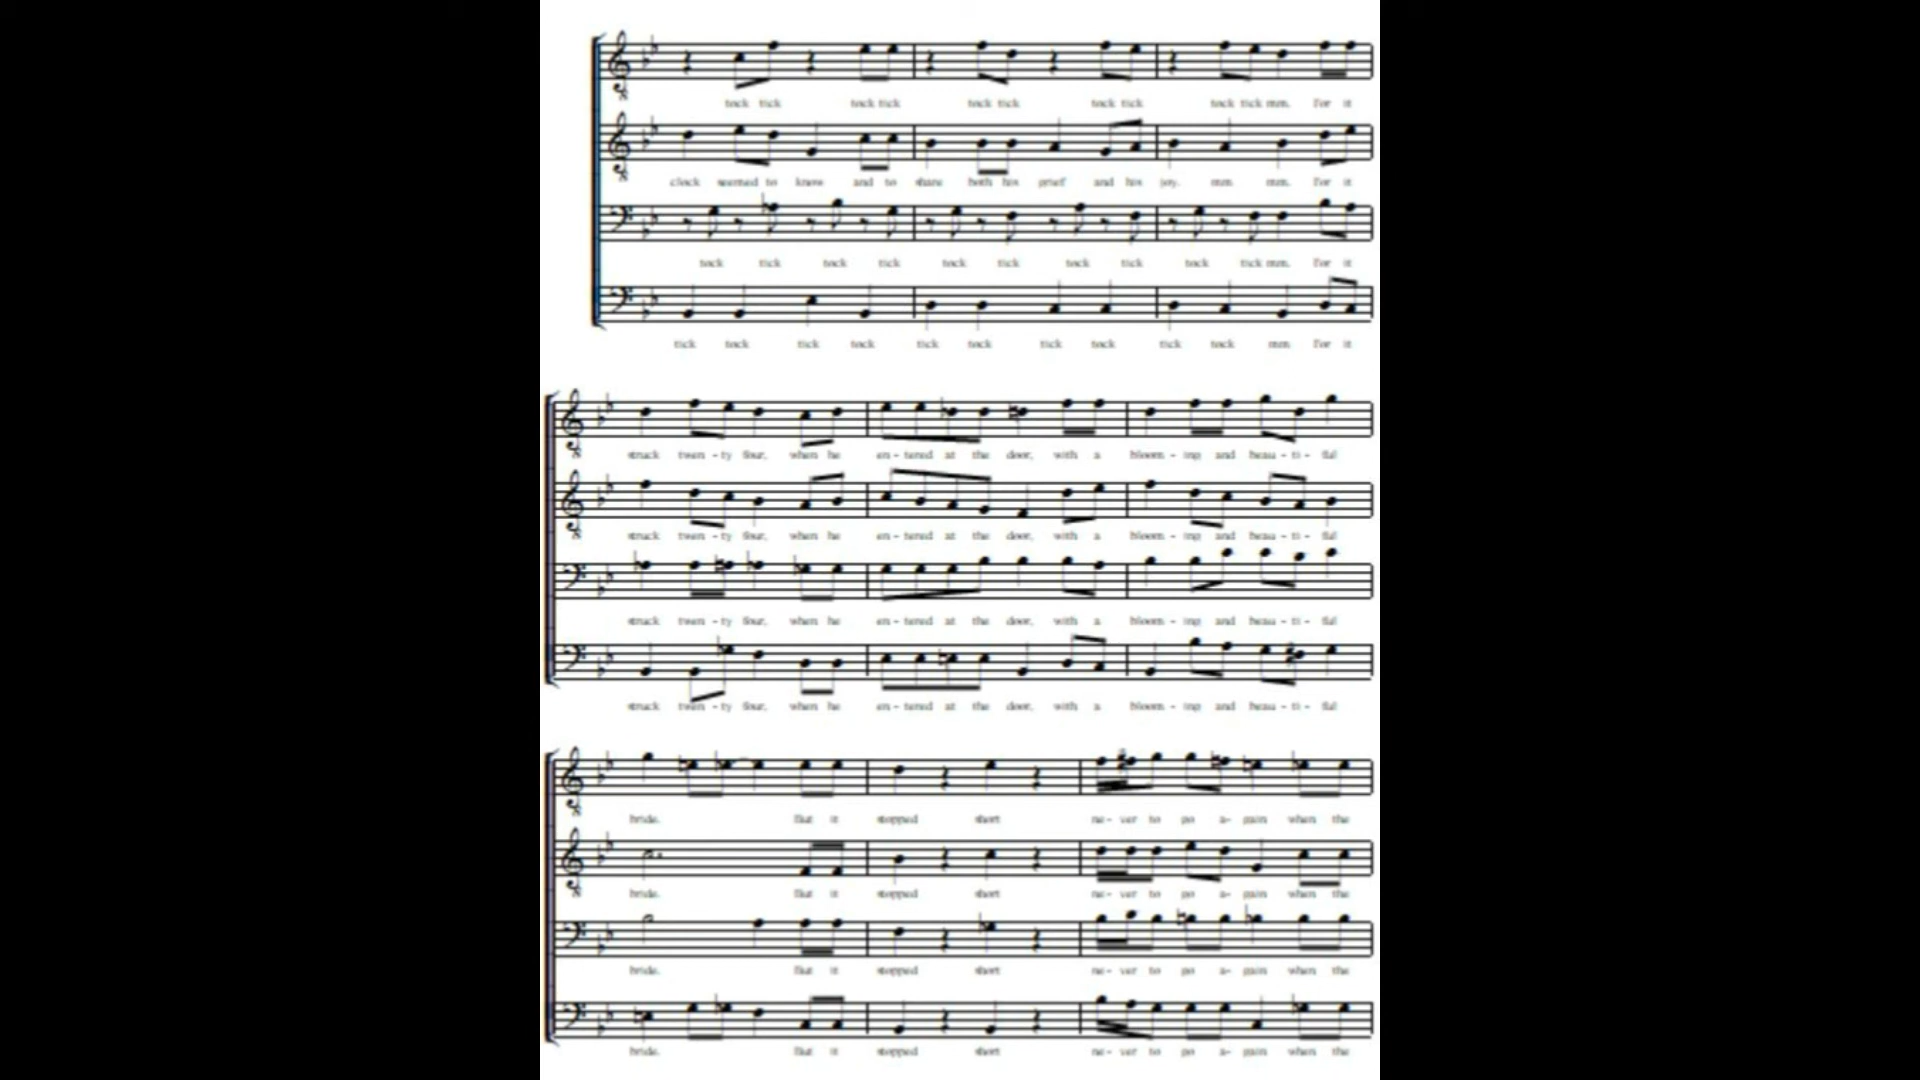 tock tick tock tick tock tick tock tick tock tick mm. For it
clock seemed to know and to share both his grief and his joy. mm mm. For it
tock tick tock tick tock tick tock tick tock tick mm. For it
tick tock tick tock tick tock tick tock tick tock mm For it
struck twen - ty four, when he en - tered at the door, with a bloom - ing and beau - ti - ful
struck twen - ty four, when he en - tered at the door, with a bloom - ing and beau - ti - ful
struck twen - ty four, when he en - tered at the door, with a bloom - ing and beau - ti - ful
struck twen - ty four, when he en - tered at the door, with a bloom - ing and beau - ti - ful
bride. But it stopped short ne - ver to go a - gain when the
bride. But it stopped short ne - ver to go a - gain when the
bride. But it stopped short ne - ver to go a - gain when the
bride. But it stopped short ne - ver to go a - gain when the